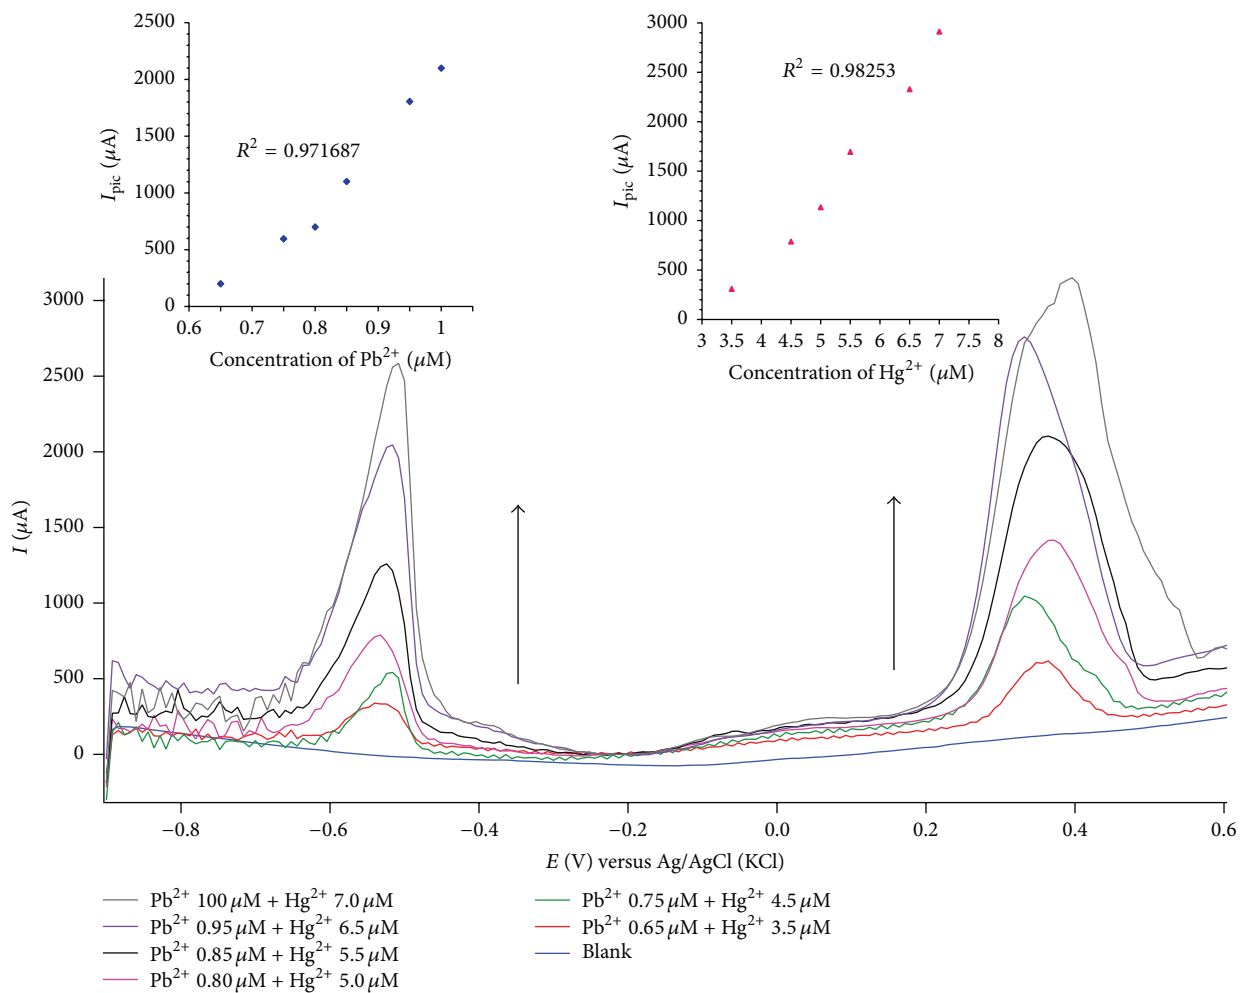 2500
2000
1500
1000
500
0
I_pic (μA)
R² = 0.971687
0.6 0.7 0.8 0.9 1
Concentration of Pb²⁺ (μM)
3000
2500
2000
1500
1000
500
0
I_pic (μA)
R² = 0.98253
3 3.5 4 4.5 5 5.5 6 6.5 7 7.5 8
Concentration of Hg²⁺ (μM)
3000
2500
2000
1500
1000
500
0
I (μA)
−0.8 −0.6 −0.4 −0.2 0.0 0.2 0.4 0.6
E (V) versus Ag/AgCl (KCl)
Pb²⁺ 100 μM + Hg²⁺ 7.0 μM
Pb²⁺ 0.95 μM + Hg²⁺ 6.5 μM
Pb²⁺ 0.85 μM + Hg²⁺ 5.5 μM
Pb²⁺ 0.80 μM + Hg²⁺ 5.0 μM
Pb²⁺ 0.75 μM + Hg²⁺ 4.5 μM
Pb²⁺ 0.65 μM + Hg²⁺ 3.5 μM
Blank